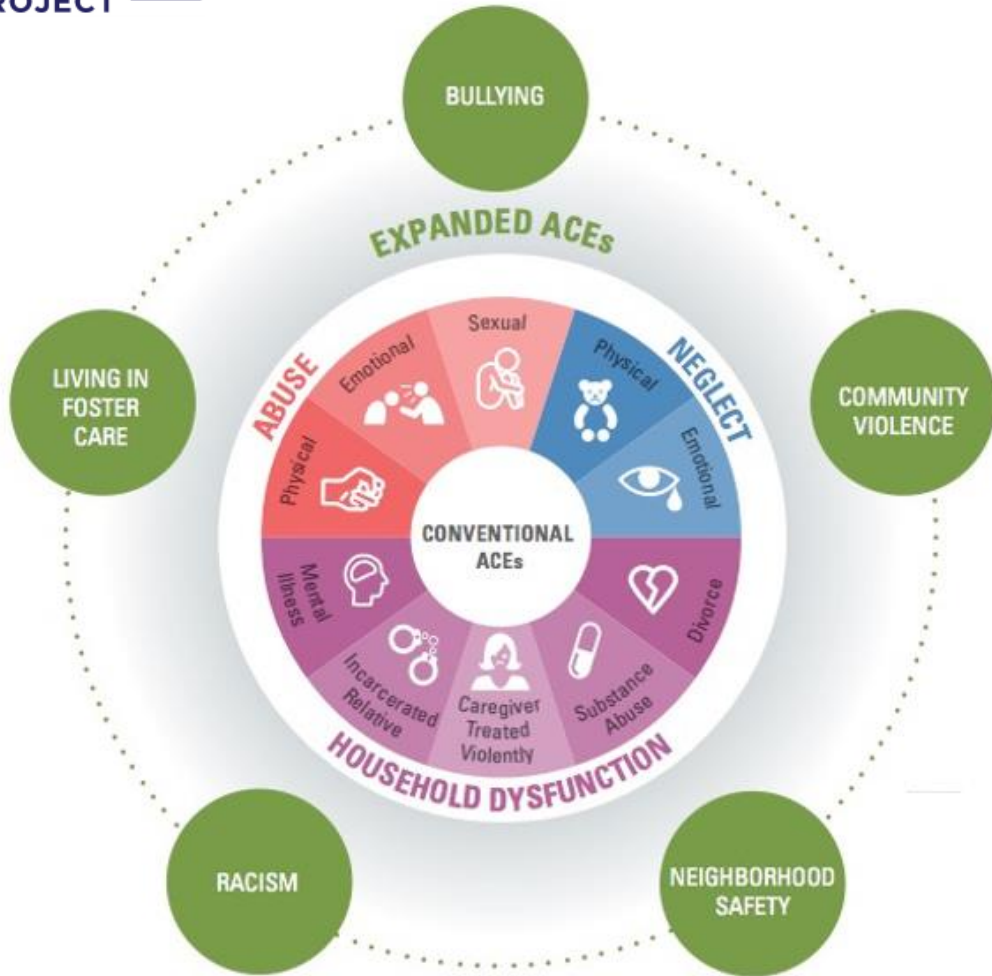 BULLYING
EXPANDED ACEs
LIVING IN
FOSTER
CARE
COMMUNITY
VIOLENCE
ABUSE
Physical
Emotional
Sexual
NEGLECT
Physical
Emotional
CONVENTIONAL
ACEs
Mental
Illness
Incarcerated
Relative
Caregiver
Treated
Violently
Substance
Abuse
Divorce
HOUSEHOLD DYSFUNCTION
RACISM
NEIGHBORHOOD
SAFETY